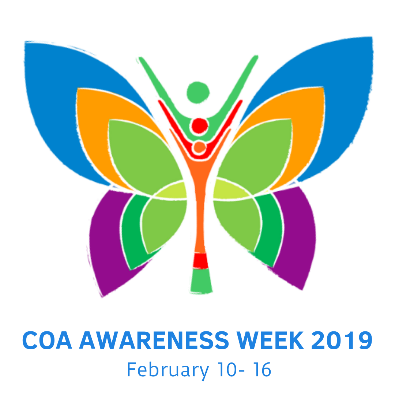 COA AWARENESS WEEK 2019
February 10- 16